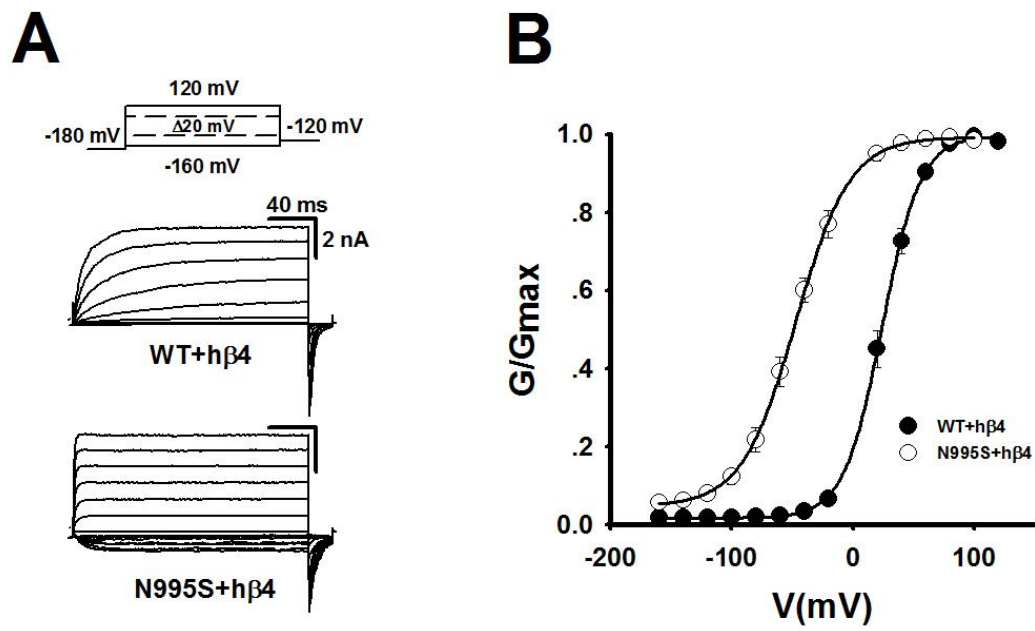 A
120 mV
-180 mV
Δ20 mV
-120 mV
-160 mV
40 ms
2 nA
WT+hβ4
N995S+hβ4
B
G/Gmax
1.0
.8
.6
.4
.2
0.0
WT+hβ4
N995S+hβ4
-200
-100
0
100
V(mV)